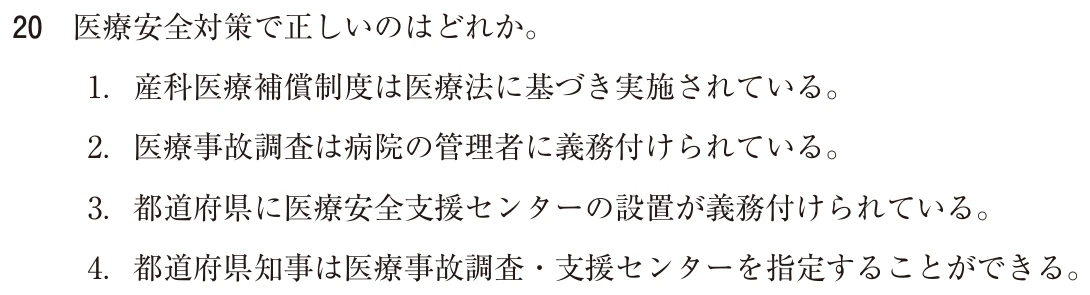 20 医療安全対策で正しいのはどれか。
1. 産科医療補償制度は医療法に基づき実施されている。
2. 医療事故調査は病院の管理者に義務付けられている。
3. 都道府県に医療安全支援センターの設置が義務付けられている。
4. 都道府県知事は医療事故調査・支援センターを指定することができる。